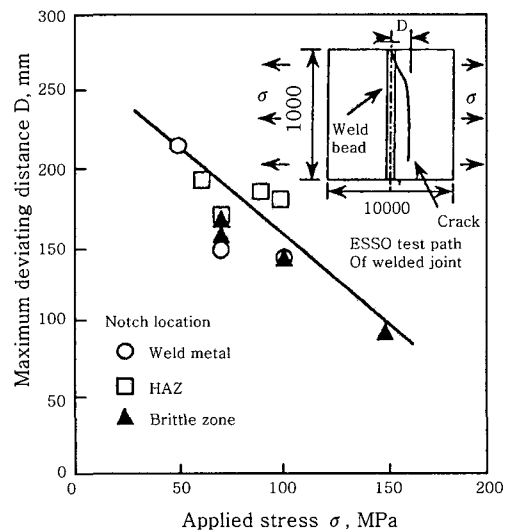 300
250
200
150
100
50
0
Maximum deviating distance D, mm
0 50 100 150 200
Applied stress σ, MPa
Notch location
Weld metal
HAZ
Brittle zone
D
σ
σ
1000
Weld
bead
10000
Crack
ESSO test path
Of welded joint